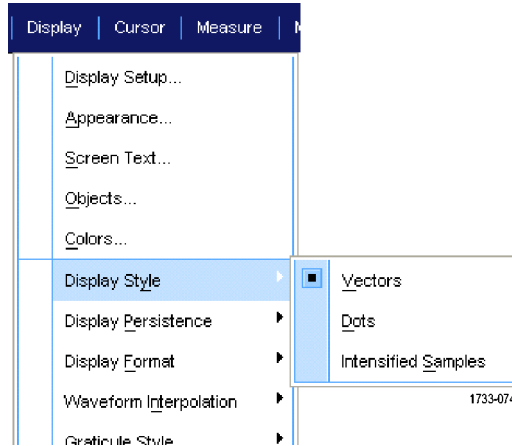 Display | Cursor | Measure |
Display Setup...
Appearance...
Screen Text...
Objects...
Colors...
Display Style
Vectors
Display Persistence
Dots
Display Format
Intensified Samples
Waveform Interpolation
1733-074
Graticule Style